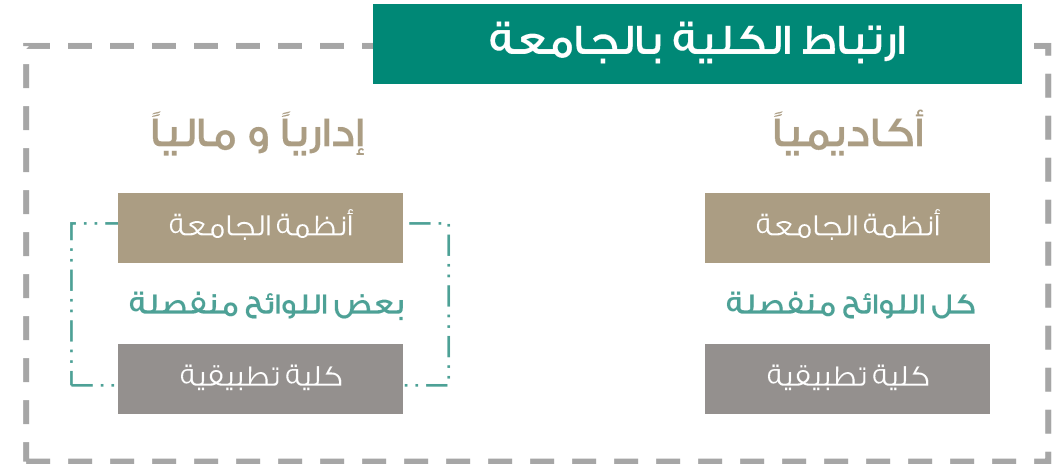 ارتباط الكلية بالجامعة
أكاديمياً
أنظمة الجامعة
كل اللوائح منفصلة
كلية تطبيقية
إدارياً و مالياً
أنظمة الجامعة
بعض اللوائح منفصلة
كلية تطبيقية